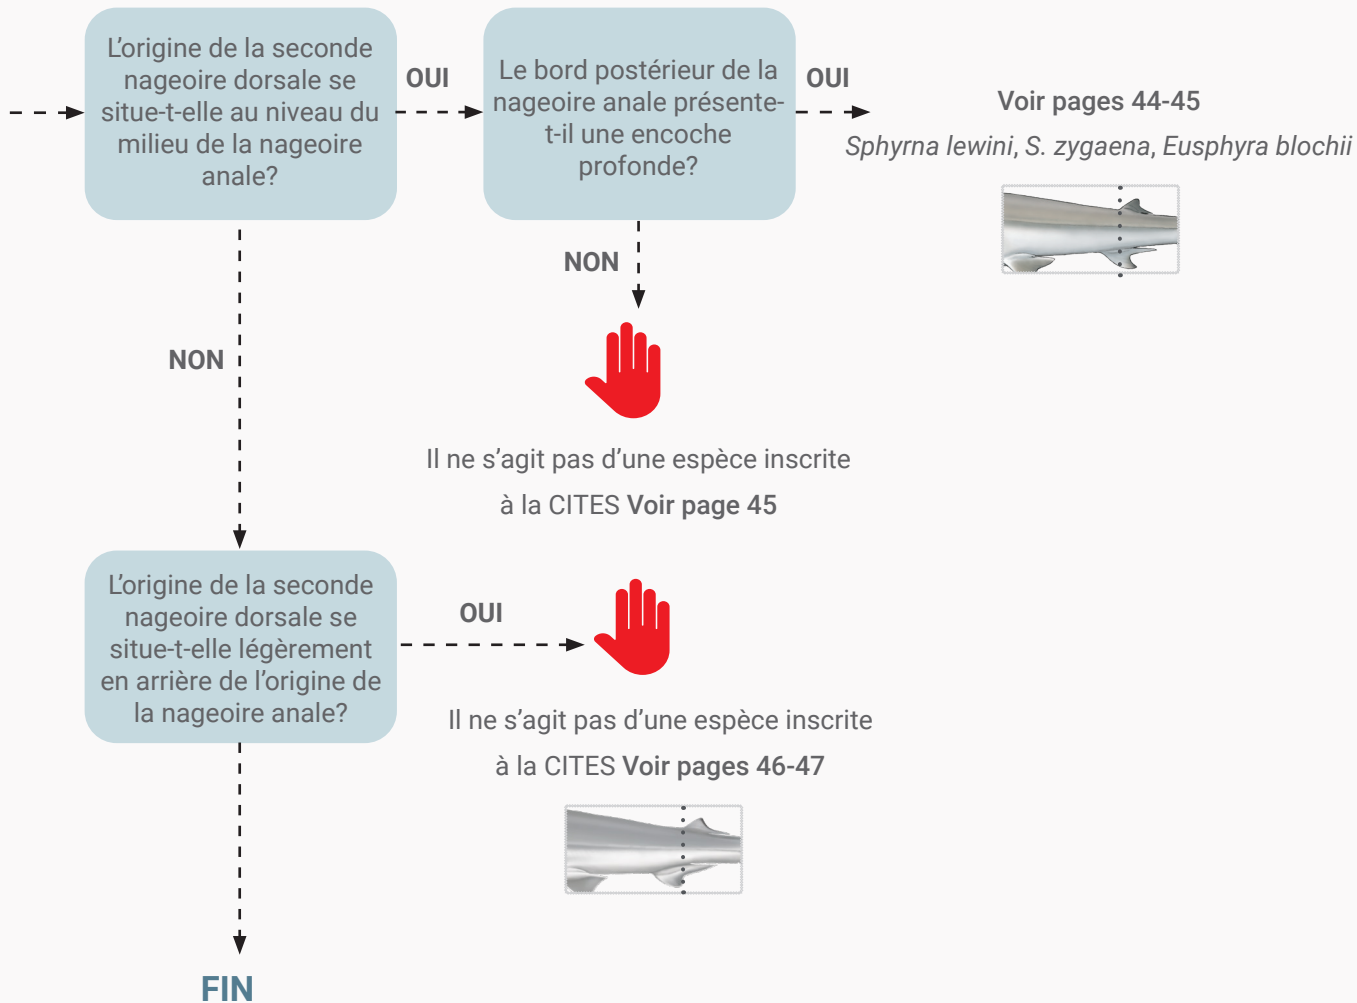 L’origine de la seconde
nageoire dorsale se
situe-t-elle au niveau du
milieu de la nageoire
anale?
OUI
Le bord postérieur de la
nageoire anale présente-
t-il une encoche
profonde?
OUI
Voir pages 44-45
Sphyrna lewini, S. zygaena, Eusphyra blochii
NON
NON
Il ne s’agit pas d’une espèce inscrite
à la CITES Voir page 45
L’origine de la seconde
nageoire dorsale se
situe-t-elle légèrement
en arrière de l’origine de
la nageoire anale?
OUI
Il ne s’agit pas d’une espèce inscrite
à la CITES Voir pages 46-47
FIN